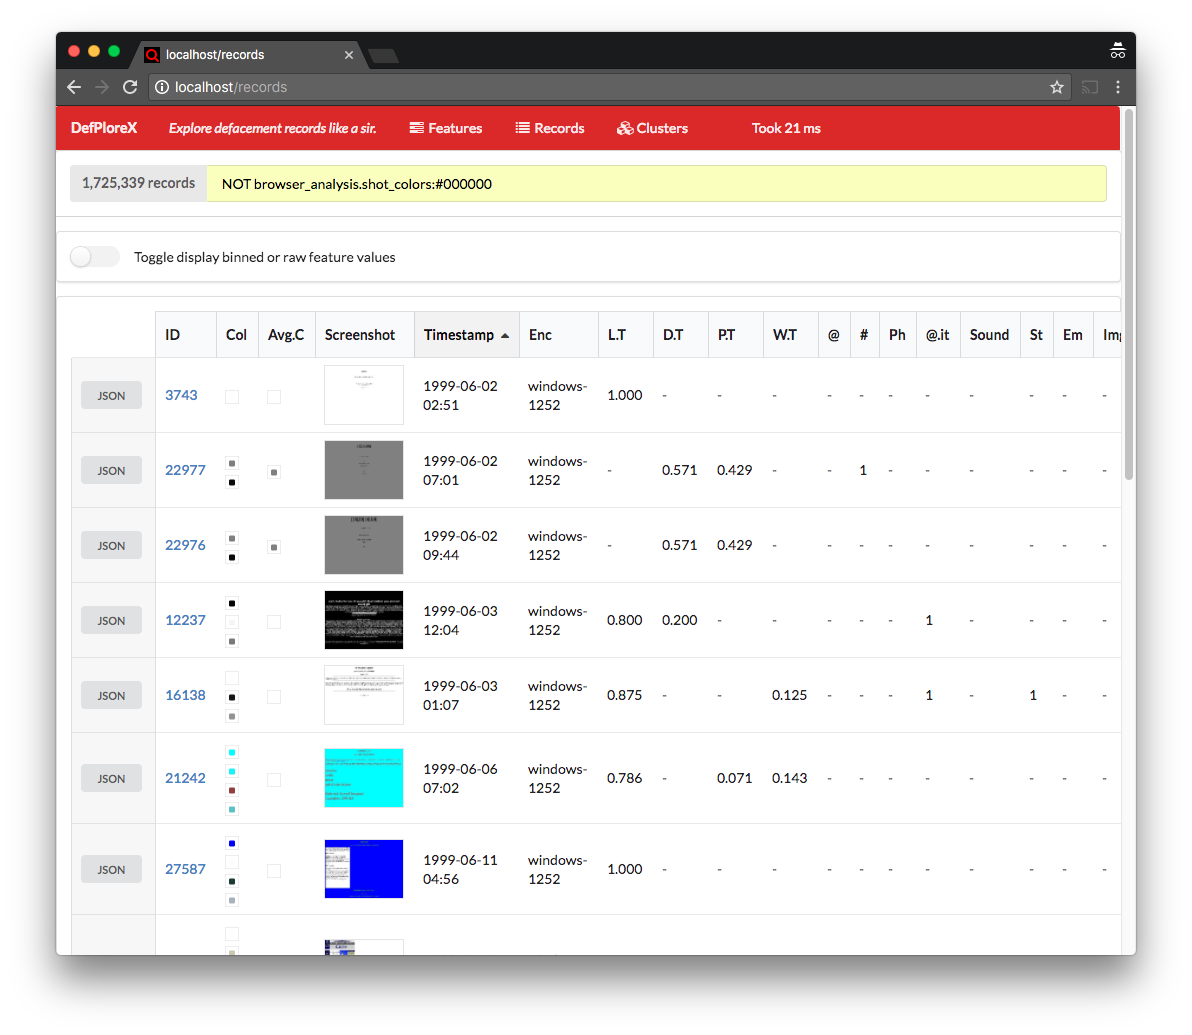 localhost/records
localhost/records
DefPloreX Explore defacement records like a sir. Features Records Clusters Took 21 ms
1,725,339 records NOT browser_analysis.shot_colors:#000000
Toggle display binned or raw feature values
ID Col Avg.C Screenshot Timestamp Enc L.T D.T P.T W.T @ # Ph @.it Sound St Em
JSON 3743 1999-06-02 02:51 windows-1252 1.000 - - - - - - - - - - -
JSON 22977 1999-06-02 07:01 windows-1252 - 0.571 0.429 - - 1 - - - - - -
JSON 22976 1999-06-02 09:44 windows-1252 - 0.571 0.429 - - - - - - - - -
JSON 12237 1999-06-03 12:04 windows-1252 0.800 0.200 - - - - - 1 - - - -
JSON 16138 1999-06-03 01:07 windows-1252 0.875 - - 0.125 - - - 1 - 1 - -
JSON 21242 1999-06-06 07:02 windows-1252 0.786 - 0.071 0.143 - - - - - - - -
JSON 27587 1999-06-11 04:56 windows-1252 1.000 - - - - - - - - - - -